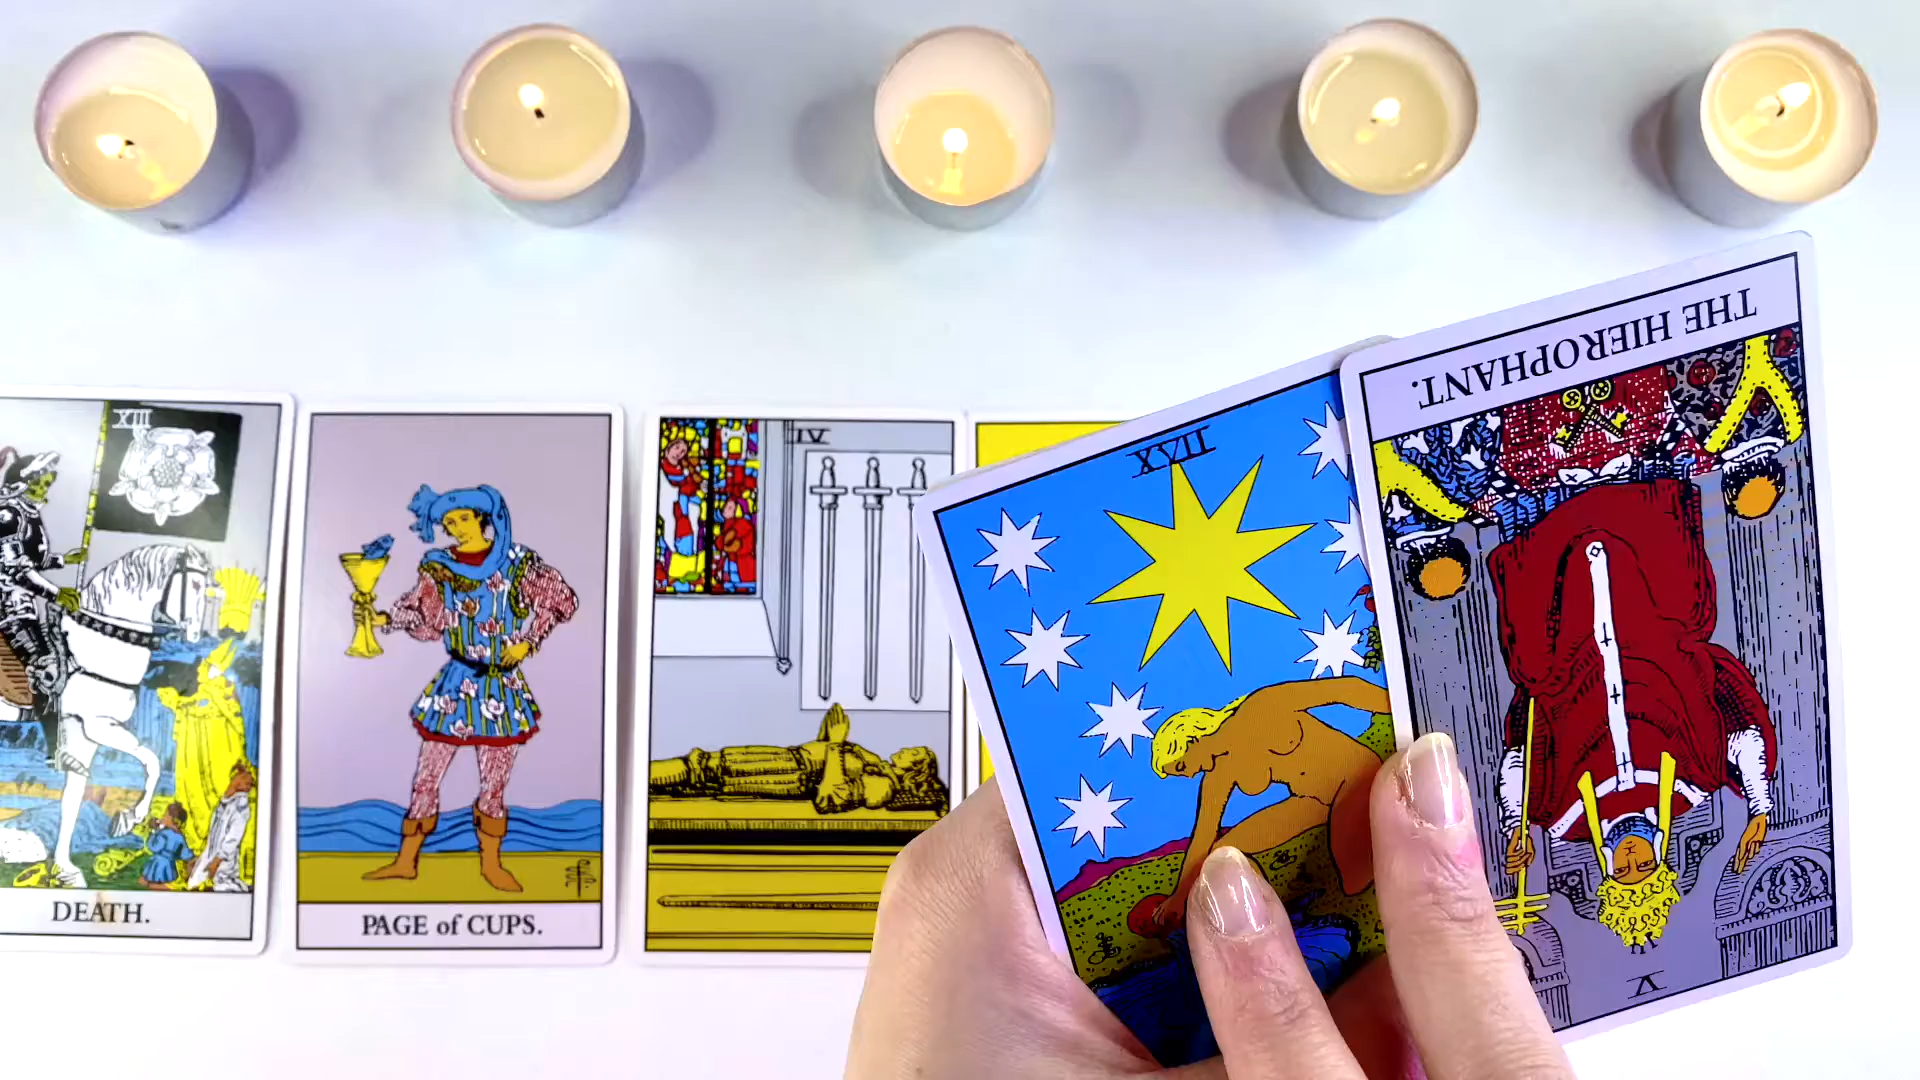 XIII
DEATH.
PAGE of CUPS.
IV
XVII
THE HIEROPHANT.
V